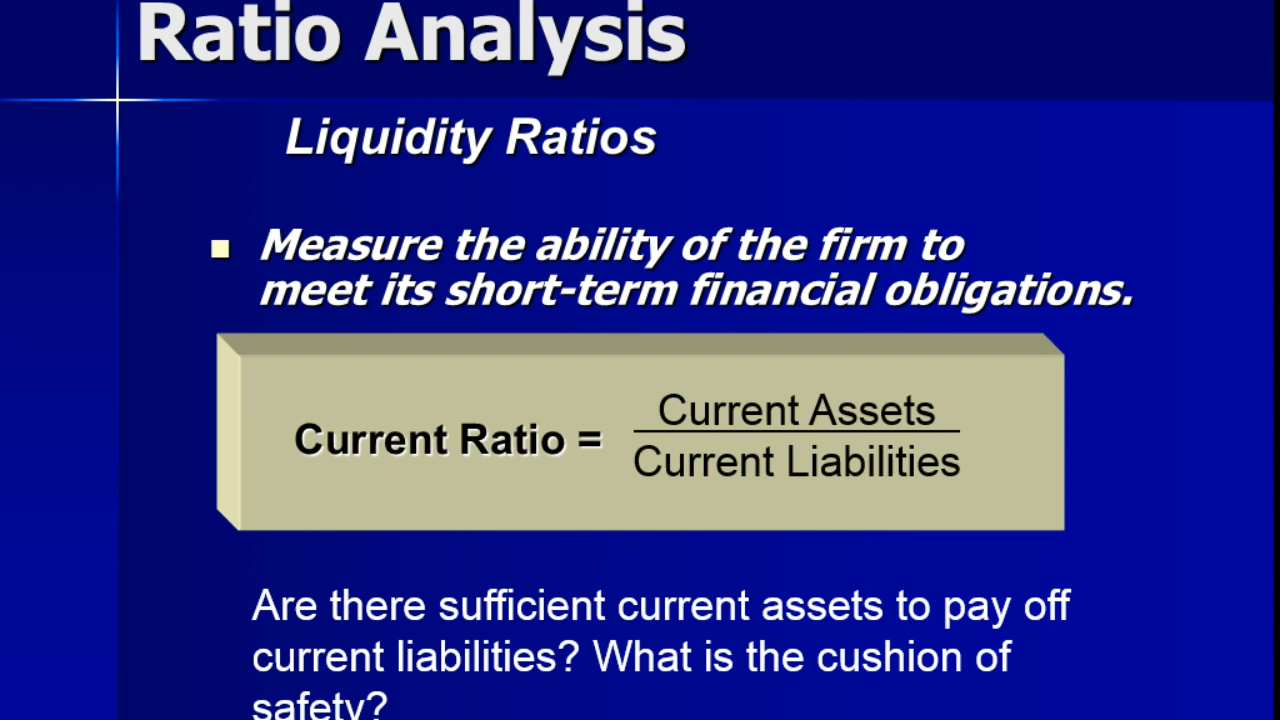 Ratio Analysis
Liquidity Ratios
Measure the ability of the firm to
meet its short-term financial obligations.
Current Assets
Current Ratio =
Current Liabilities
Are there sufficient current assets to pay off
current liabilities? What is the cushion of
safety?